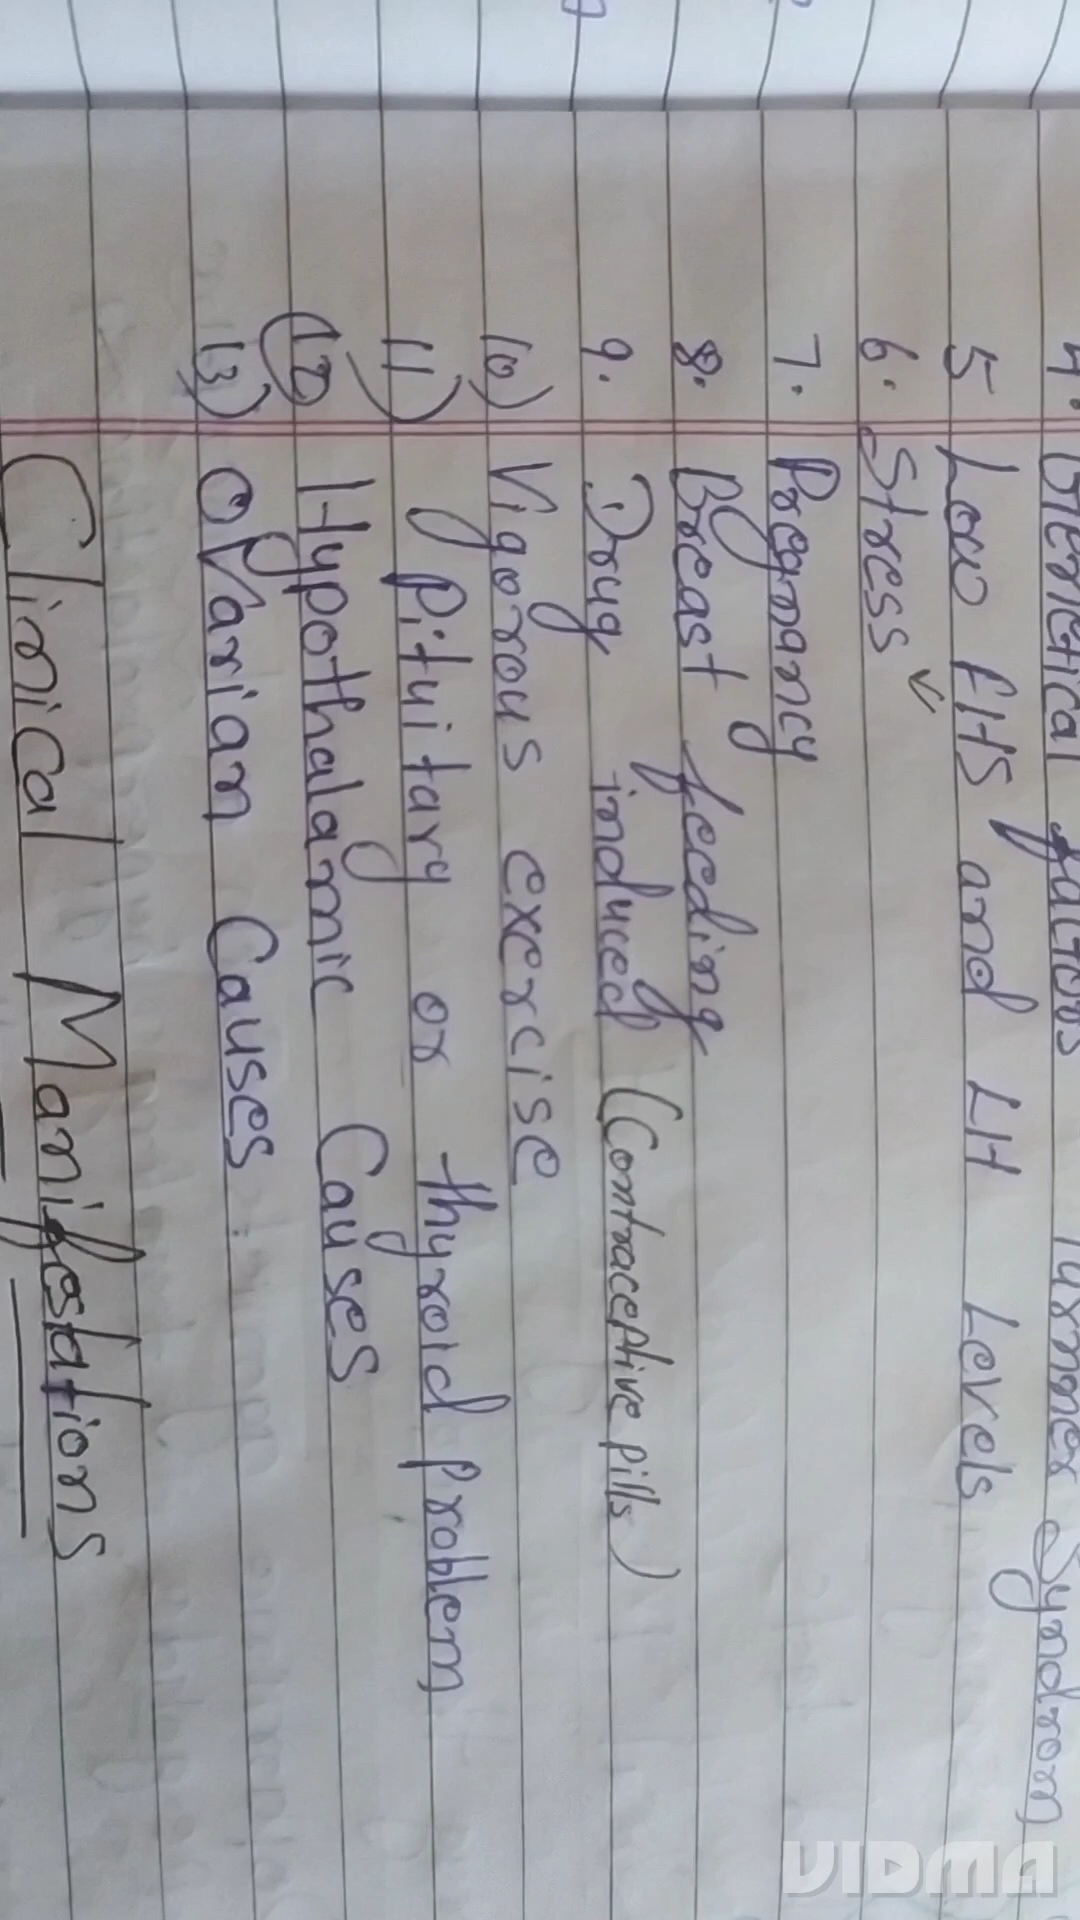 4. Genetical factors Turner Syndrom
5 Low FHS and LH Levels
6. Stress
7. Pregnancy
8. Breast feeding
9. Drug induced (Contraceptive pills)
10) Vigorous exercise
11) Pituitary or thyroid Problem
12) Hypothalamic Causes
13) Ovarian Causes
Clinical Manifestations
VIDMA